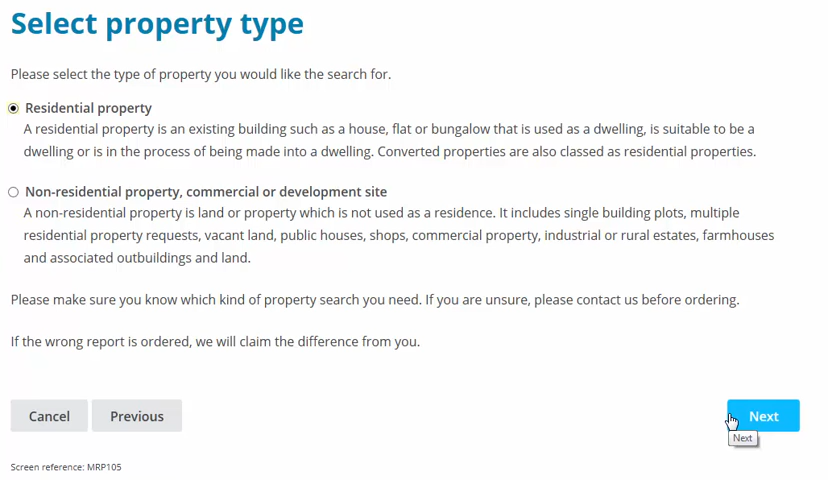 Select property type
Please select the type of property you would like the search for.
Residential property
A residential property is an existing building such as a house, flat or bungalow that is used as a dwelling, is suitable to be a
dwelling or is in the process of being made into a dwelling. Converted properties are also classed as residential properties.
Non-residential property, commercial or development site
A non-residential property is land or property which is not used as a residence. It includes single building plots, multiple
residential property requests, vacant land, public houses, shops, commercial property, industrial or rural estates, farmhouses
and associated outbuildings and land.
Please make sure you know which kind of property search you need. If you are unsure, please contact us before ordering.
If the wrong report is ordered, we will claim the difference from you.
Cancel Previous Next
Next
Screen reference: MRP105